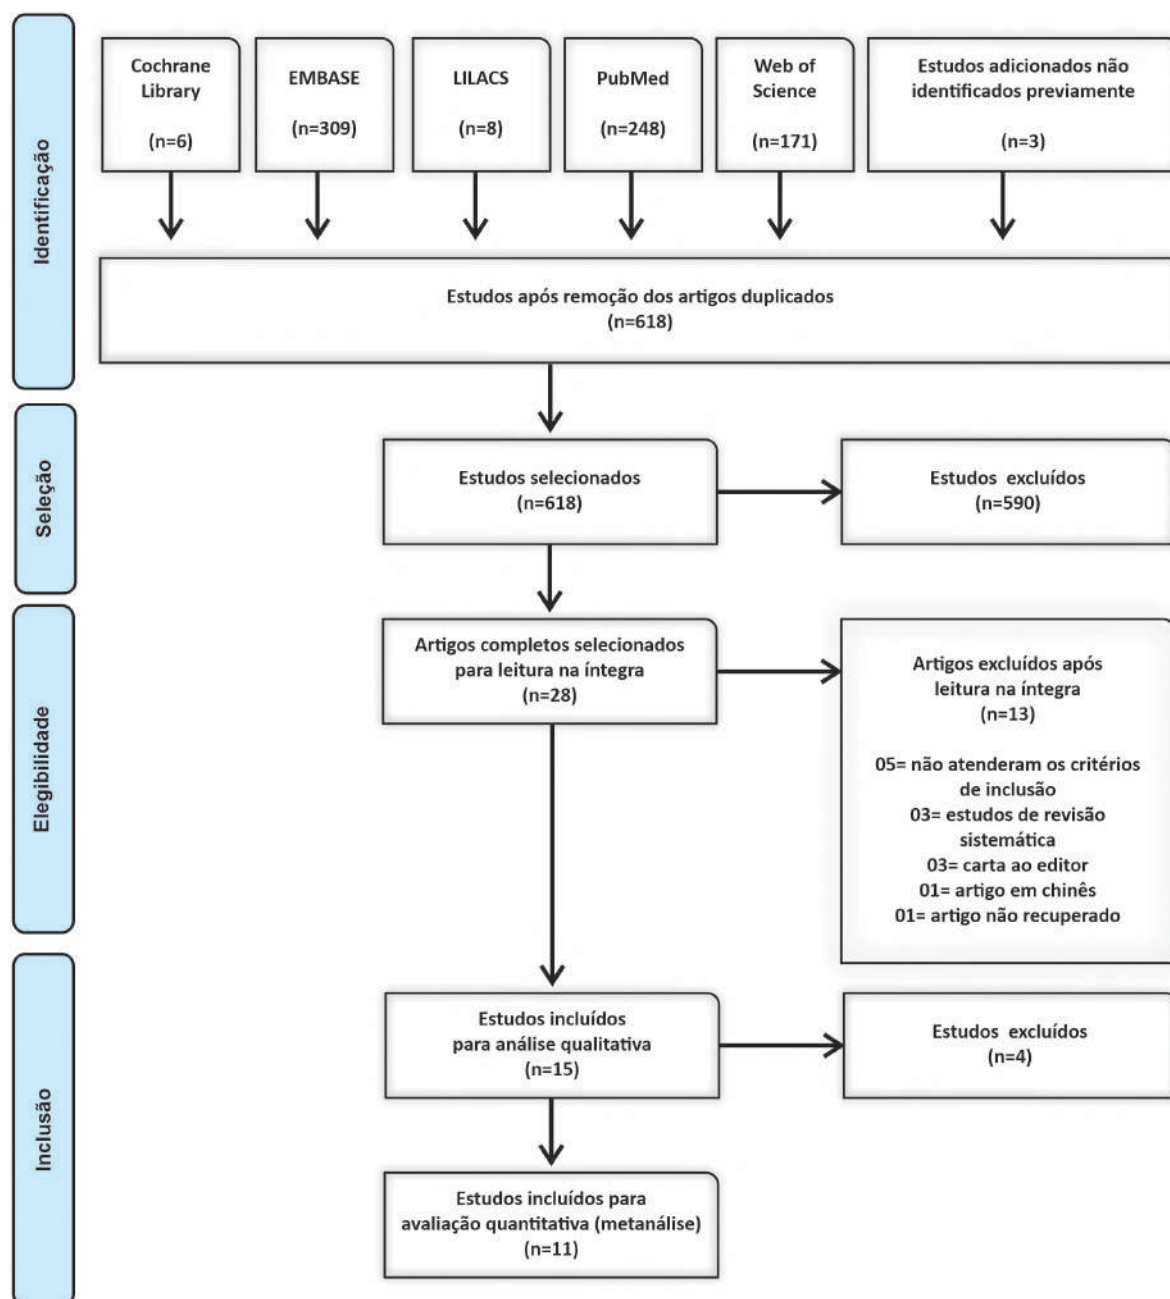 Identificação
Cochrane
Library
(n=6)
EMBASE
(n=309)
LILACS
(n=8)
PubMed
(n=248)
Web of
Science
(n=171)
Estudos adicionados não
identificados previamente
(n=3)
Estudos após remoção dos artigos duplicados
(n=618)
Seleção
Estudos selecionados
(n=618)
Estudos excluídos
(n=590)
Elegibilidade
Artigos completos selecionados
para leitura na íntegra
(n=28)
Artigos excluídos após
leitura na íntegra
(n=13)
05= não atenderam os critérios
de inclusão
03= estudos de revisão
sistemática
03= carta ao editor
01= artigo em chinês
01= artigo não recuperado
Inclusão
Estudos incluídos
para análise qualitativa
(n=15)
Estudos excluídos
(n=4)
Estudos incluídos para
avaliação quantitativa (metanálise)
(n=11)